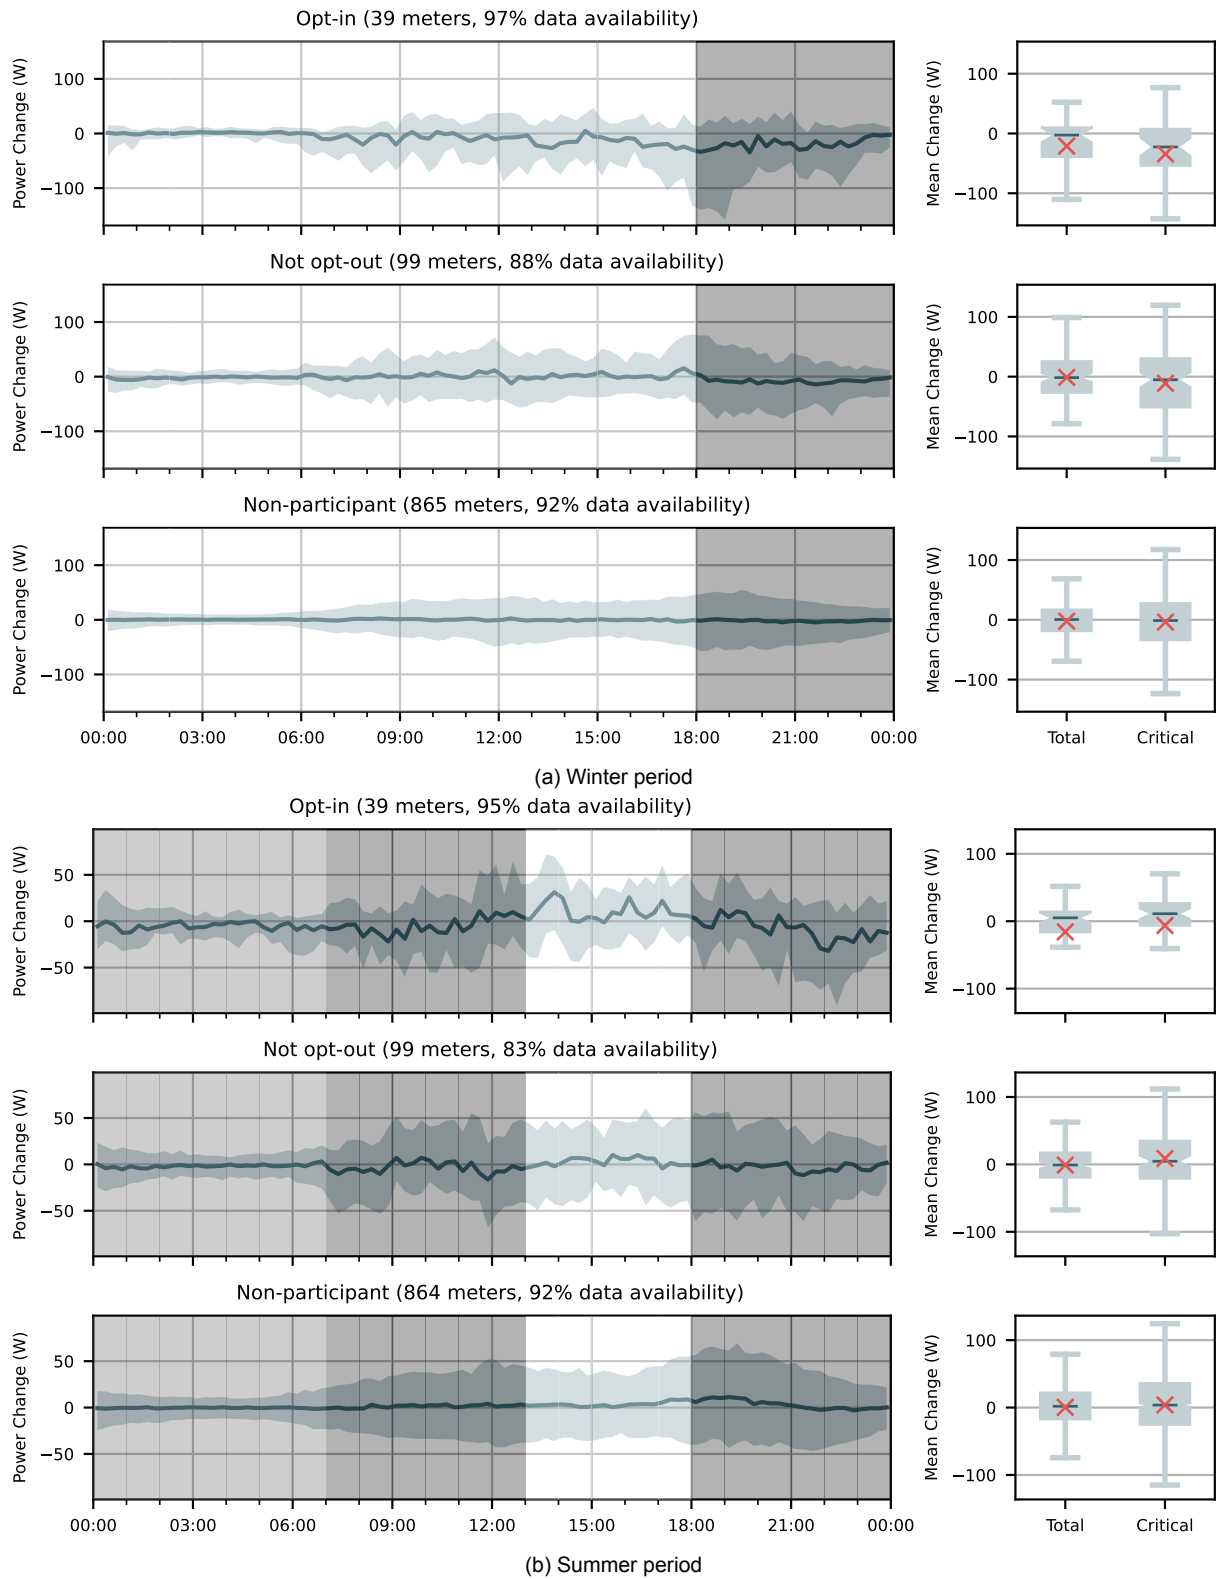 Opt-in (39 meters, 97% data availability)
Power Change (W)
100
0
−100
Mean Change (W)
100
0
−100
Not opt-out (99 meters, 88% data availability)
Power Change (W)
100
0
−100
Mean Change (W)
100
0
−100
Non-participant (865 meters, 92% data availability)
Power Change (W)
100
0
−100
00:00 03:00 06:00 09:00 12:00 15:00 18:00 21:00 00:00
Mean Change (W)
100
0
−100
Total Critical
(a) Winter period
Opt-in (39 meters, 95% data availability)
Power Change (W)
50
0
−50
Mean Change (W)
100
0
−100
Not opt-out (99 meters, 83% data availability)
Power Change (W)
50
0
−50
Mean Change (W)
100
0
−100
Non-participant (864 meters, 92% data availability)
Power Change (W)
50
0
−50
00:00 03:00 06:00 09:00 12:00 15:00 18:00 21:00 00:00
Mean Change (W)
100
0
−100
Total Critical
(b) Summer period